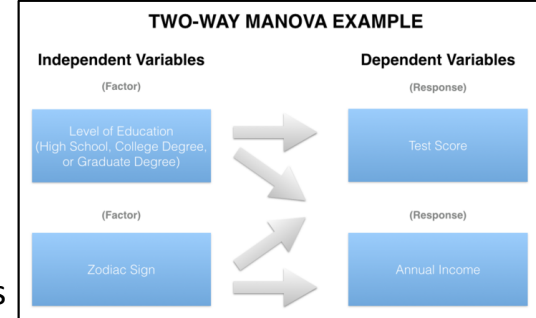 TWO-WAY MANOVA EXAMPLE
Independent Variables
(Factor)
Level of Education
(High School, College Degree,
or Graduate Degree)
(Factor)
Zodiac Sign
Dependent Variables
(Response)
Test Score
(Response)
Annual Income
s